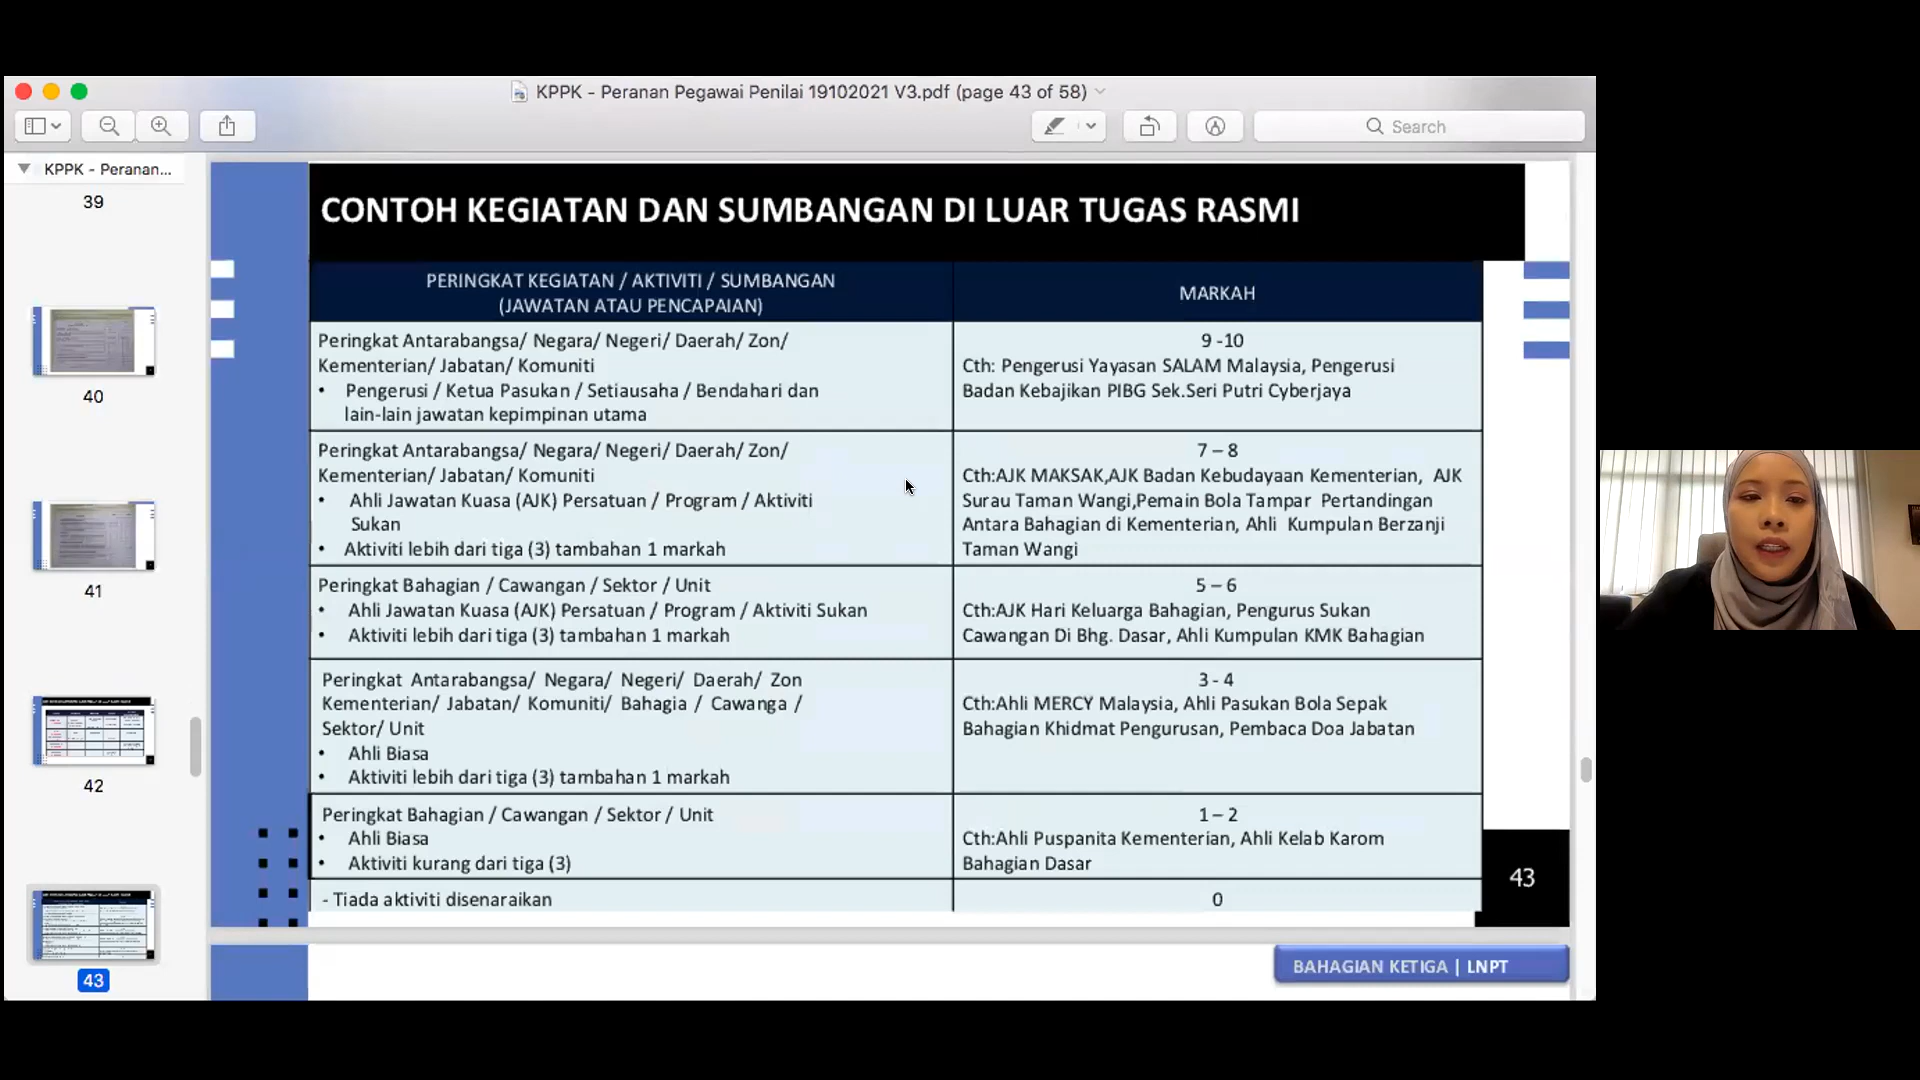 KPPK - Peranan Pegawai Penilai 19102021 V3.pdf (page 43 of 58)
Search
KPPK - Peranan...
39
40
41
42
43
CONTOH KEGIATAN DAN SUMBANGAN DI LUAR TUGAS RASMI
PERINGKAT KEGIATAN / AKTIVITI / SUMBANGAN
(JAWATAN ATAU PENCAPAIAN)
MARKAH
Peringkat Antarabangsa/ Negara/ Negeri/ Daerah/ Zon/
Kementerian/ Jabatan/ Komuniti
• Pengerusi / Ketua Pasukan / Setiausaha / Bendahari dan
lain-lain jawatan kepimpinan utama
9 -10
Cth: Pengerusi Yayasan SALAM Malaysia, Pengerusi
Badan Kebajikan PIBG Sek.Seri Putri Cyberjaya
Peringkat Antarabangsa/ Negara/ Negeri/ Daerah/ Zon/
Kementerian/ Jabatan/ Komuniti
• Ahli Jawatan Kuasa (AJK) Persatuan / Program / Aktiviti
Sukan
• Aktiviti lebih dari tiga (3) tambahan 1 markah
7 – 8
Cth:AJK MAKSAK,AJK Badan Kebudayaan Kementerian, AJK
Surau Taman Wangi,Pemain Bola Tampar Pertandingan
Antara Bahagian di Kementerian, Ahli Kumpulan Berzanji
Taman Wangi
Peringkat Bahagian / Cawangan / Sektor / Unit
• Ahli Jawatan Kuasa (AJK) Persatuan / Program / Aktiviti Sukan
• Aktiviti lebih dari tiga (3) tambahan 1 markah
5 – 6
Cth:AJK Hari Keluarga Bahagian, Pengurus Sukan
Cawangan Di Bhg. Dasar, Ahli Kumpulan KMK Bahagian
Peringkat Antarabangsa/ Negara/ Negeri/ Daerah/ Zon
Kementerian/ Jabatan/ Komuniti/ Bahagia / Cawanga /
Sektor/ Unit
• Ahli Biasa
• Aktiviti lebih dari tiga (3) tambahan 1 markah
3 - 4
Cth:Ahli MERCY Malaysia, Ahli Pasukan Bola Sepak
Bahagian Khidmat Pengurusan, Pembaca Doa Jabatan
Peringkat Bahagian / Cawangan / Sektor / Unit
• Ahli Biasa
• Aktiviti kurang dari tiga (3)
1 – 2
Cth:Ahli Puspanita Kementerian, Ahli Kelab Karom
Bahagian Dasar
- Tiada aktiviti disenaraikan
0
43
BAHAGIAN KETIGA | LNPT